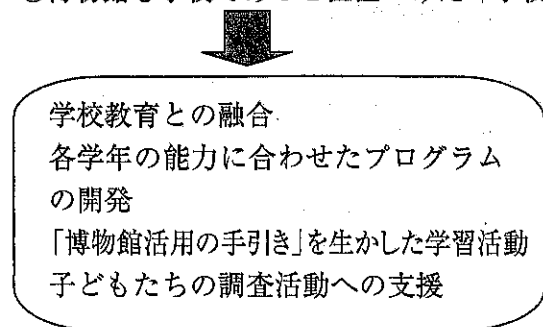 学校教育との融合
各学年の能力に合わせたプログラム
の開発
「博物館活用の手引き」を生かした学習活動
子どもたちの調査活動への支援